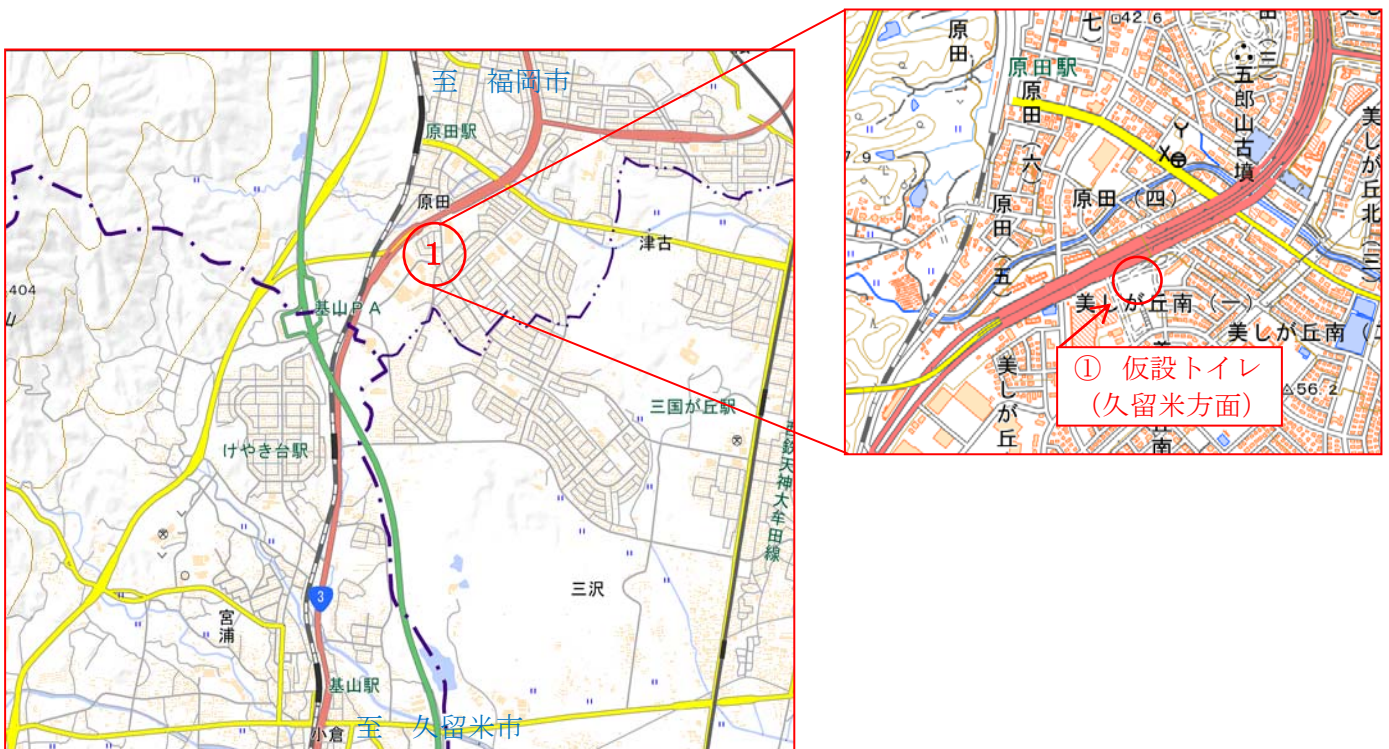 至 福岡市
原田駅
原田
①
津古
404
基山PA
三国が丘駅
けやき台駅
西鉄天神大牟田線
三沢
3
宮浦
基山駅
小倉
至 久留米市
42.6
原田
原田駅
原田(六)
五郎山古墳
(三)
7.9
原田(四)
原田(五)
美しが丘北(三)
美しが丘南(一)
美しが丘南
美しが丘
56.2
① 仮設トイレ
(久留米方面)